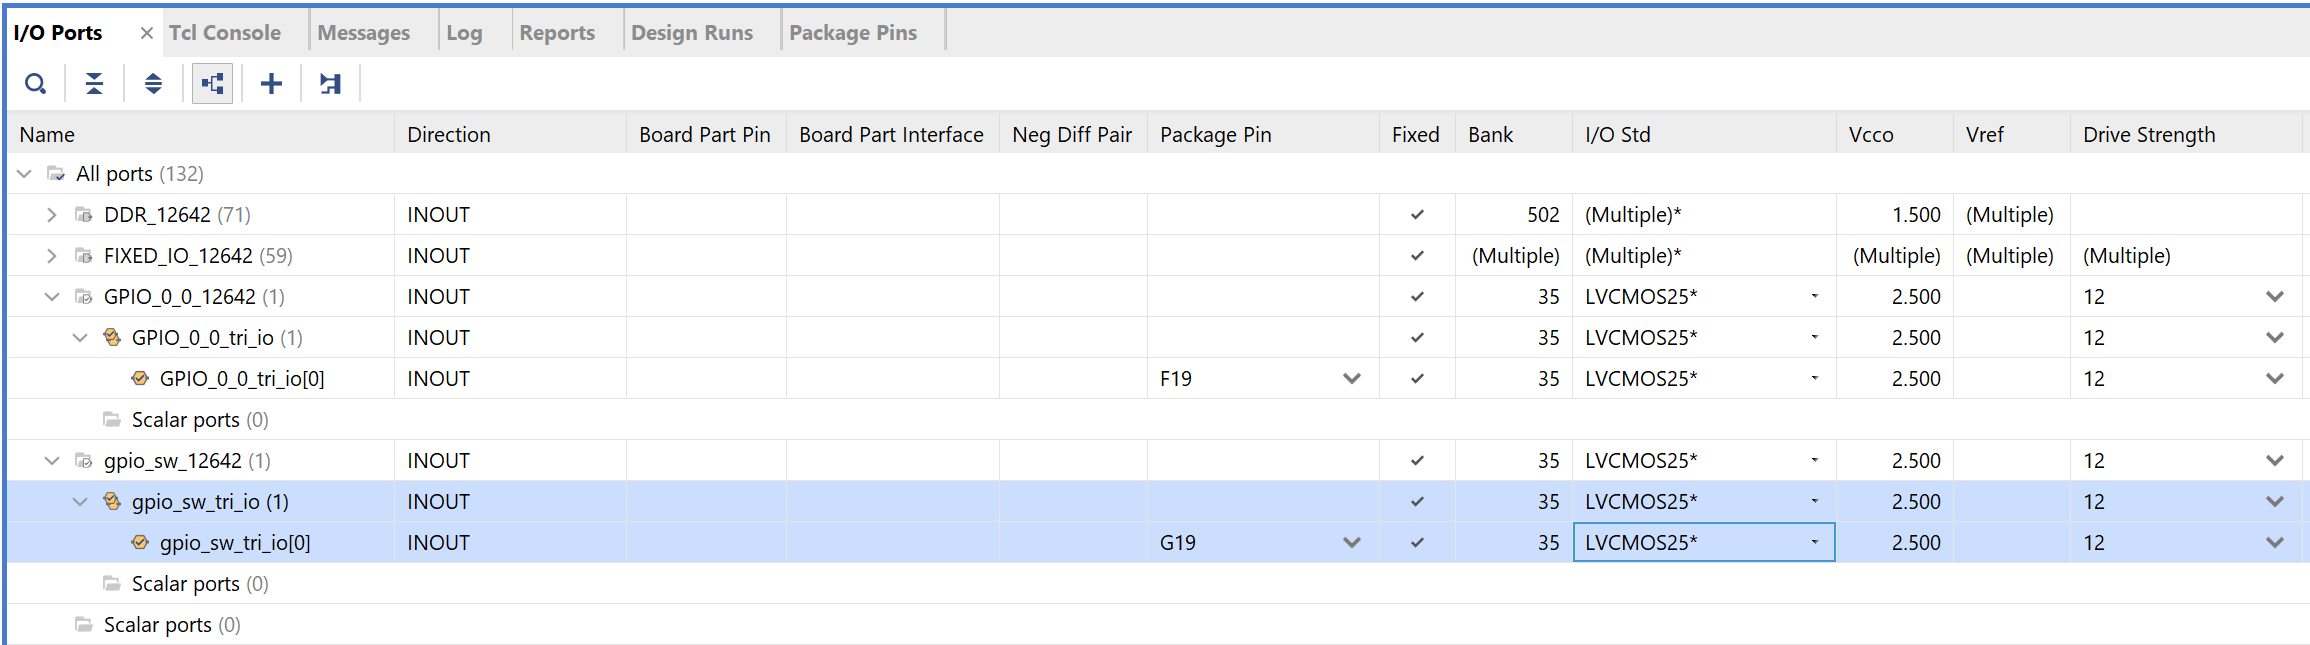 I/O Ports × Tcl Console Messages Log Reports Design Runs Package Pins
Name Direction Board Part Pin Board Part Interface Neg Diff Pair Package Pin Fixed Bank I/O Std Vcco Vref Drive Strength
All ports (132)
DDR_12642 (71) INOUT 502 (Multiple)* 1.500 (Multiple)
FIXED_IO_12642 (59) INOUT (Multiple) (Multiple)* (Multiple) (Multiple) (Multiple)
GPIO_0_0_12642 (1) INOUT 35 LVCMOS25* 2.500 12
GPIO_0_0_tri_io (1) INOUT 35 LVCMOS25* 2.500 12
GPIO_0_0_tri_io[0] INOUT F19 35 LVCMOS25* 2.500 12
Scalar ports (0)
gpio_sw_12642 (1) INOUT 35 LVCMOS25* 2.500 12
gpio_sw_tri_io (1) INOUT 35 LVCMOS25* 2.500 12
gpio_sw_tri_io[0] INOUT G19 35 LVCMOS25* 2.500 12
Scalar ports (0)
Scalar ports (0)